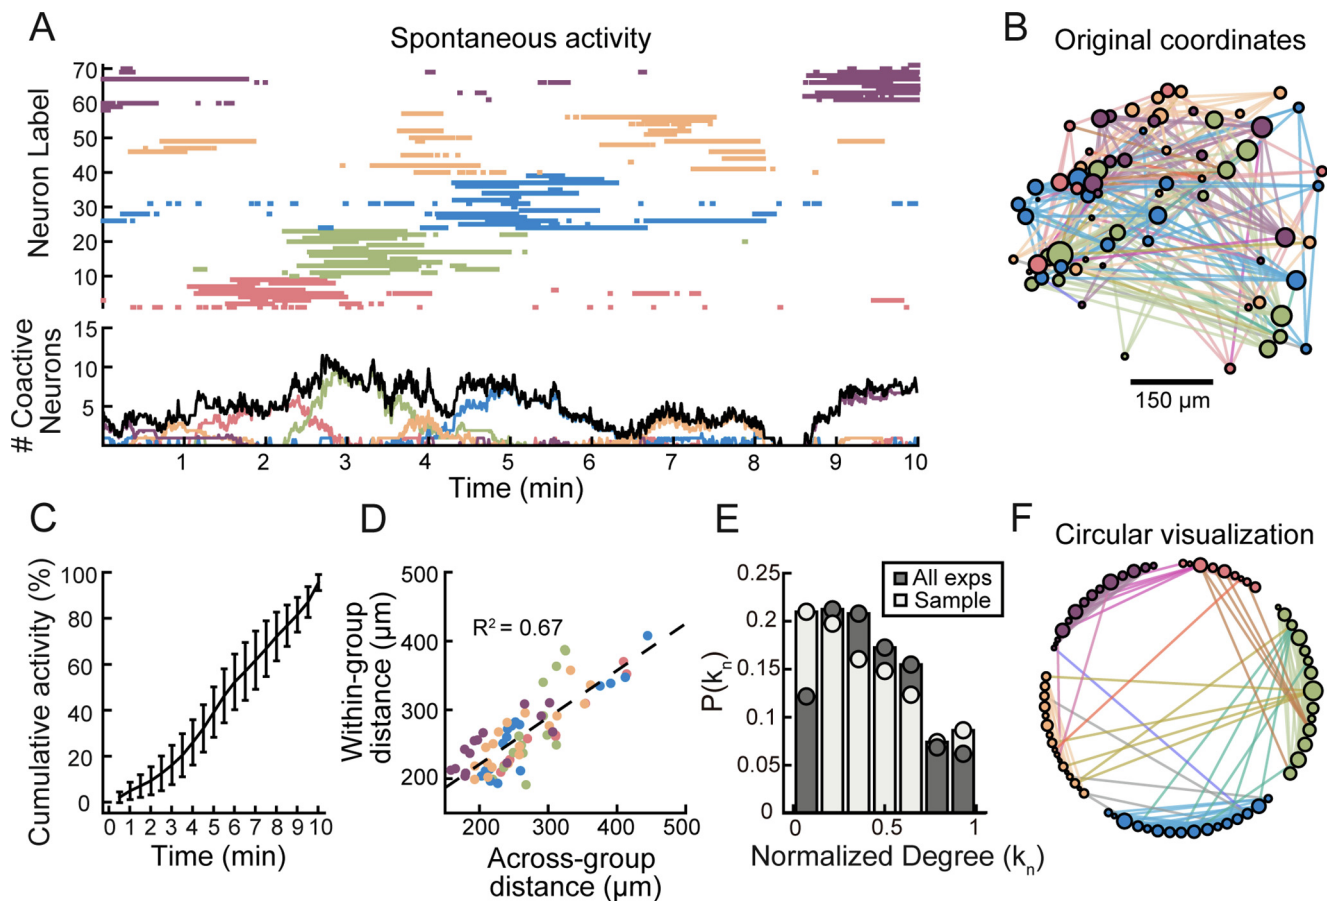 A
Spontaneous activity
Neuron Label
70
60
50
40
30
20
10
# Coactive
Neurons
15
10
5
1 2 3 4 5 6 7 8 9 10
Time (min)
B
Original coordinates
150 µm
C
Cumulative activity (%)
100
80
60
40
20
0
0 1 2 3 4 5 6 7 8 9 10
Time (min)
D
Within-group
distance (µm)
500
400
300
200
R² = 0.67
200 300 400 500
Across-group
distance (µm)
E
P(kₙ)
0.25
0.2
0.15
0.1
0.05
0
All exps
Sample
0 0.5 1
Normalized Degree (kₙ)
F
Circular visualization